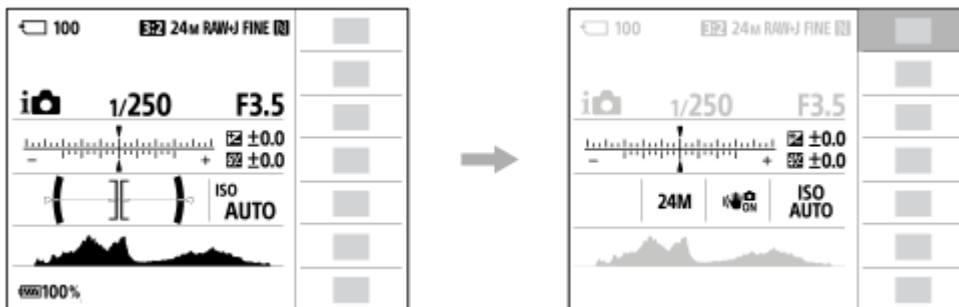 100 3:2 24M RAW+J FINE N
i 1/250 F3.5
±0.0
- + ±0.0
ISO
AUTO
100%
100 3:2 24M RAW+J FINE N
i 1/250 F3.5
±0.0
- + ±0.0
24M ON ISO
AUTO